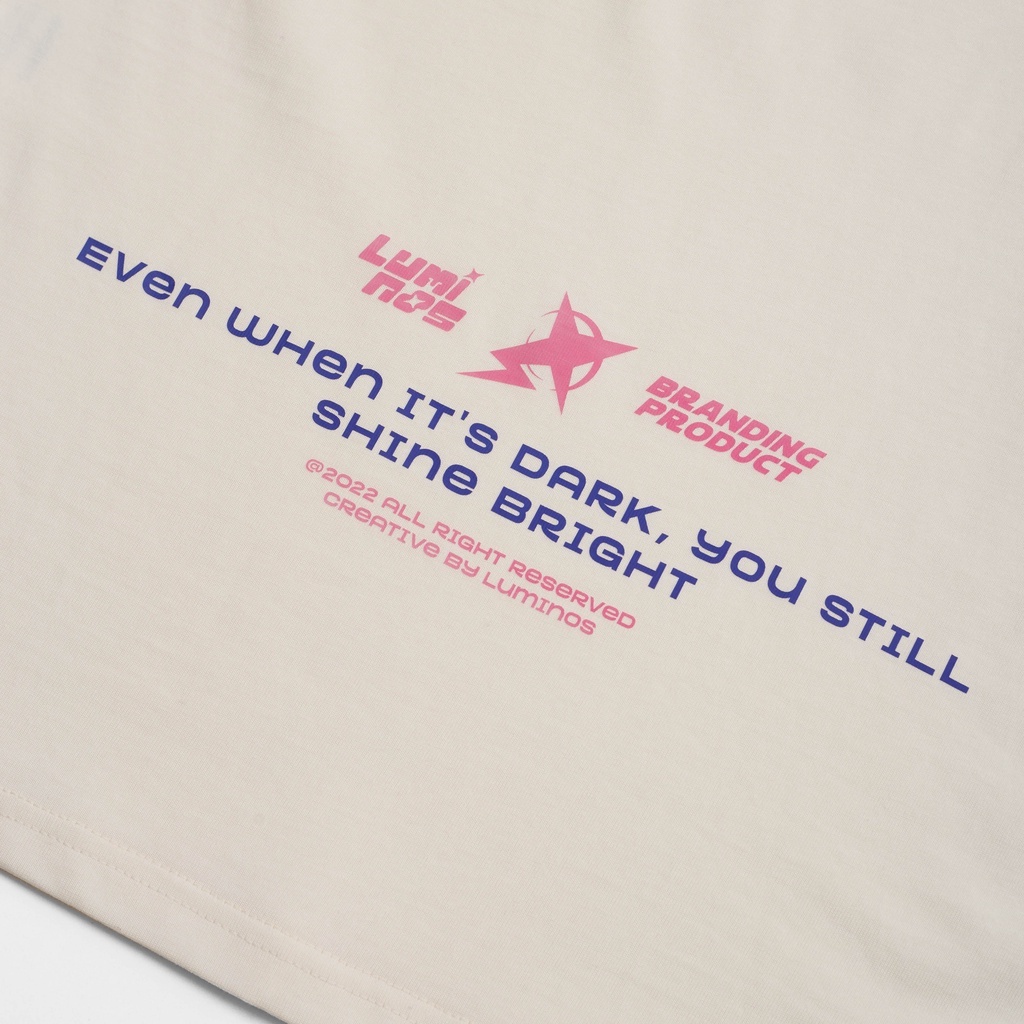 LUMI
NOS
BRANDING
PRODUCT
EVEN WHEN IT'S DARK, YOU STILL
SHINE BRIGHT
@2022 ALL RIGHT RESERVED
CREATIVE BY LUMINOS